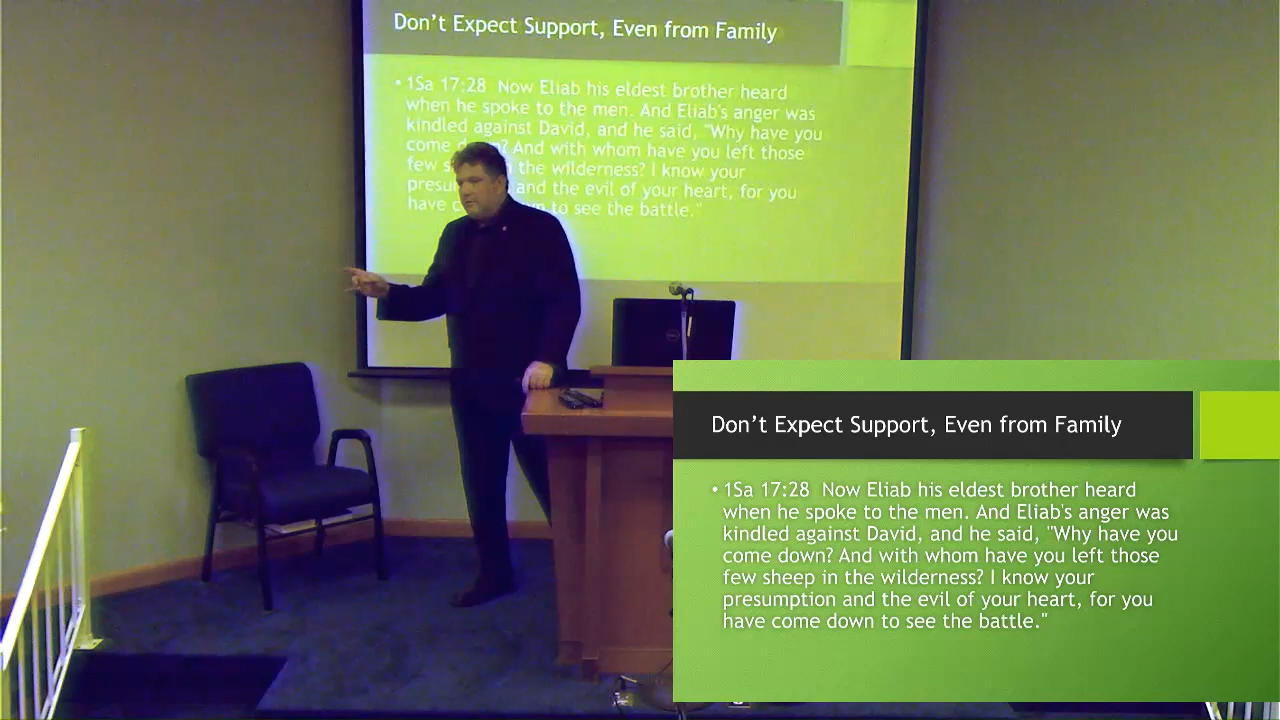 Don't Expect Support, Even from Family
• 1Sa 17:28 Now Eliab his eldest brother heard
when he spoke to the men. And Eliab's anger was
kindled against David, and he said, "Why have you
come down? And with whom have you left those
few s in the wilderness? I know your
presu and the evil of your heart, for you
have c to see the battle."
DELL
Don't Expect Support, Even from Family
• 1Sa 17:28 Now Eliab his eldest brother heard
when he spoke to the men. And Eliab's anger was
kindled against David, and he said, "Why have you
come down? And with whom have you left those
few sheep in the wilderness? I know your
presumption and the evil of your heart, for you
have come down to see the battle."